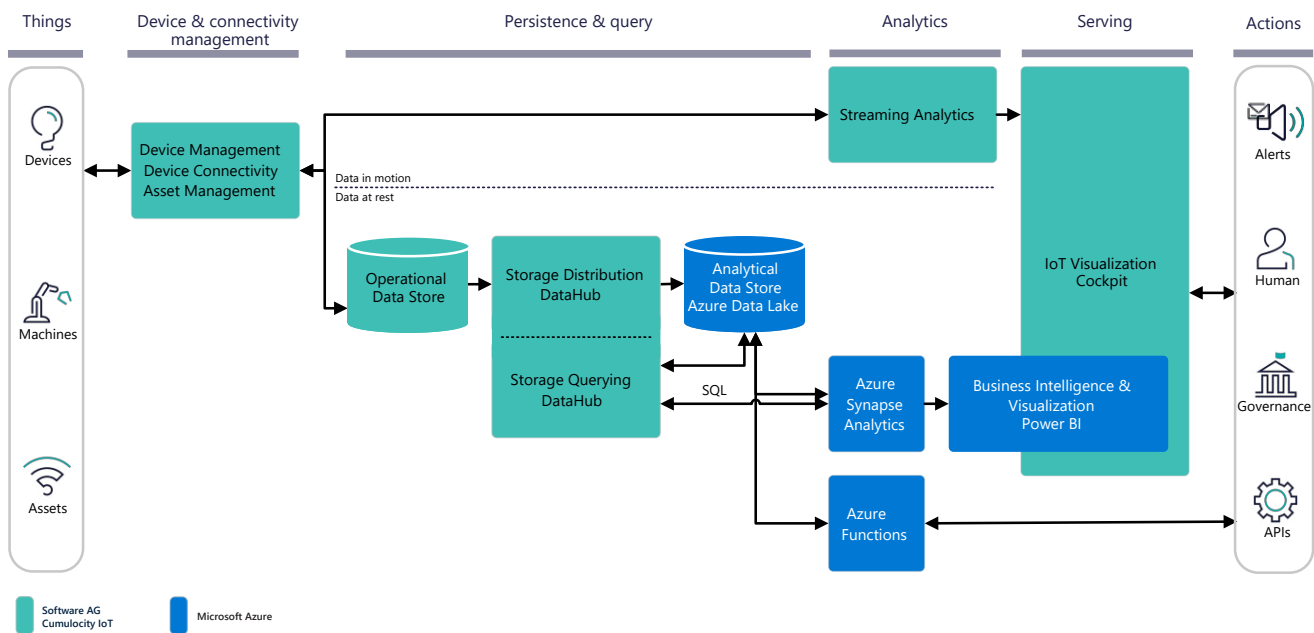 Things
Device & connectivity
management
Persistence & query
Analytics
Serving
Actions
Devices
Machines
Assets
Device Management
Device Connectivity
Asset Management
Data in motion
Data at rest
Streaming Analytics
Operational
Data Store
Storage Distribution
DataHub
Storage Querying
DataHub
Analytical
Data Store
Azure Data Lake
SQL
Azure
Synapse
Analytics
Azure
Functions
IoT Visualization
Cockpit
Business Intelligence &
Visualization
Power BI
Alerts
Human
Governance
APIs
Software AG
Cumulocity IoT
Microsoft Azure